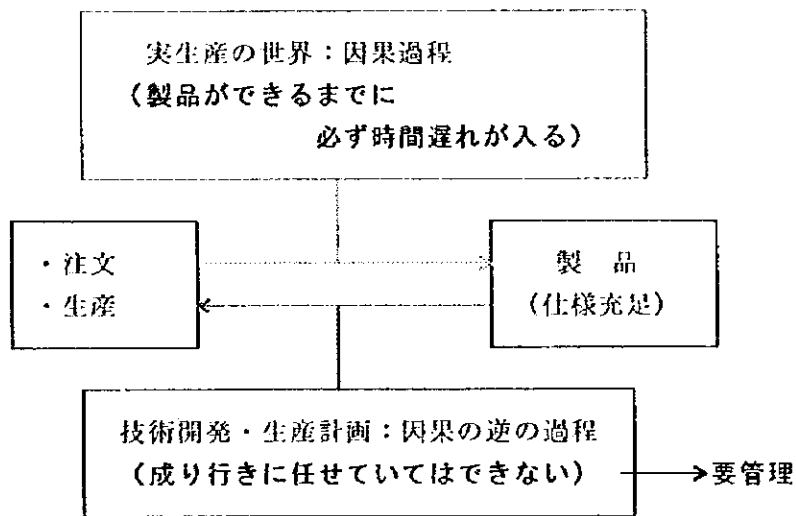 実生産の世界：因果過程
（製品ができるまでに
必ず時間遅れが入る）
・注文
・生産
製　品
（仕様充足）
技術開発・生産計画：因果の逆の過程
（成り行きに任せていてはできない）
要管理